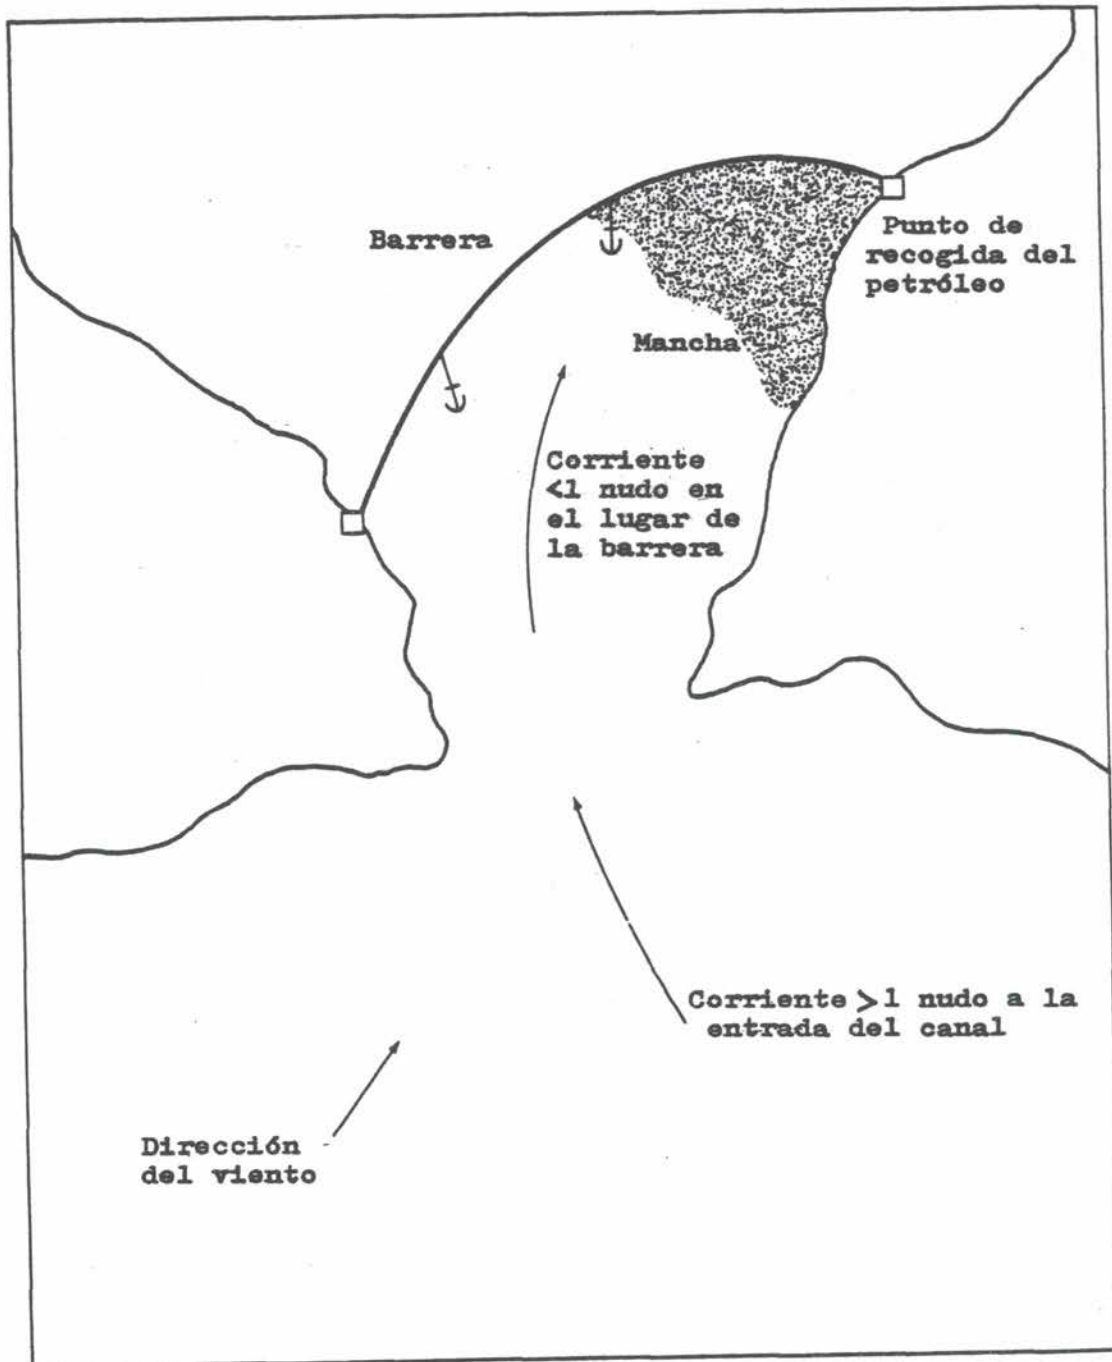 Barrera
Punto de
recogida del
petróleo
Mancha
Corriente
<1 nudo en
el lugar de
la barrera
Corriente >1 nudo a la
entrada del canal
Dirección
del viento